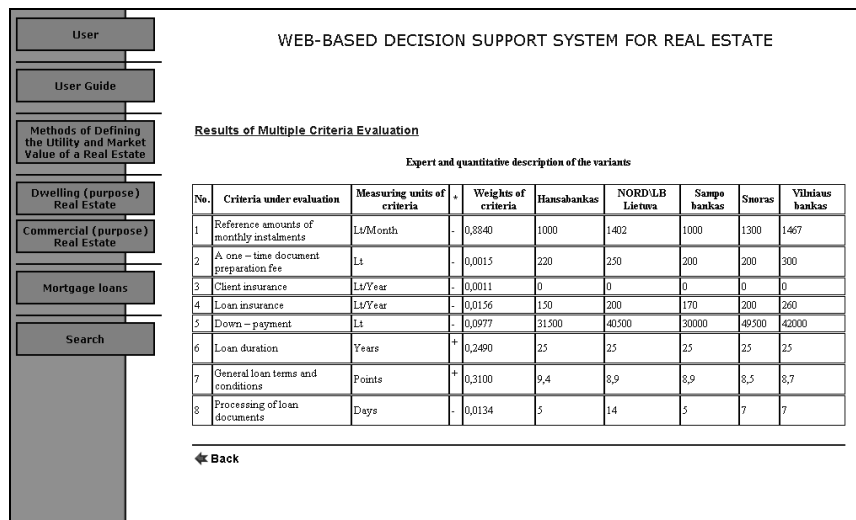 User
User Guide
Methods of Defining
the Utility and Market
Value of a Real Estate
Dwelling (purpose)
Real Estate
Commercial (purpose)
Real Estate
Mortgage loans
Search
WEB-BASED DECISION SUPPORT SYSTEM FOR REAL ESTATE
Results of Multiple Criteria Evaluation
Expert and quantitative description of the variants
No. Criteria under evaluation Measuring units of criteria * Weights of criteria Hansabankas NORD\LB Lietuva Sampo bankas Snoras Vilniaus bankas
1 Reference amounts of monthly instalments Lt/Month - 0,8840 1000 1402 1000 1300 1467
2 A one – time document preparation fee Lt - 0,0015 220 250 200 200 300
3 Client insurance Lt/Year - 0,0011 0 0 0 0 0
4 Loan insurance Lt/Year - 0,0156 150 200 170 200 260
5 Down – payment Lt - 0,0977 31500 40500 30000 49500 42000
6 Loan duration Years + 0,2490 25 25 25 25 25
7 General loan terms and conditions Points + 0,3100 9,4 8,9 8,9 8,5 8,7
8 Processing of loan documents Days - 0,0134 5 14 5 7 7
Back